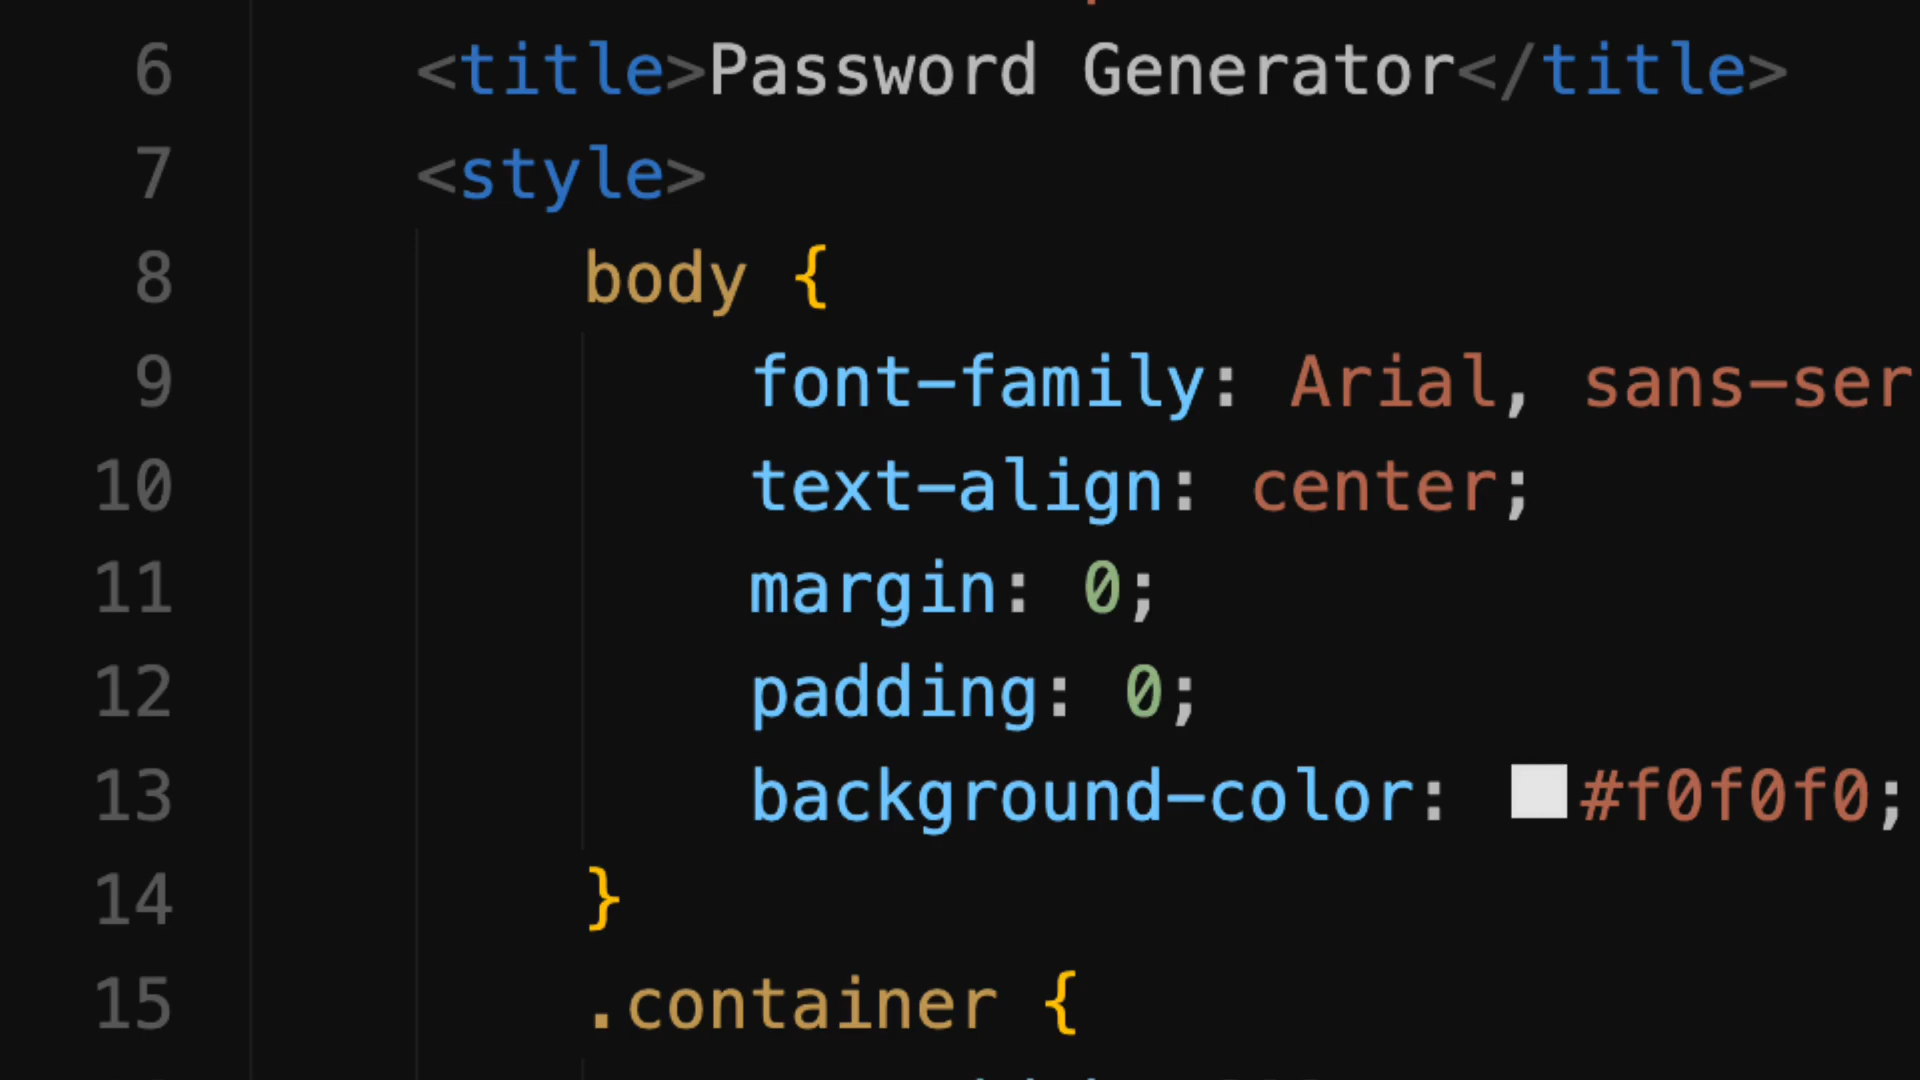 6 <title>Password Generator</title>
7 <style>
8 body {
9 font-family: Arial, sans-ser
10 text-align: center;
11 margin: 0;
12 padding: 0;
13 background-color: #f0f0f0;
14 }
15 .container {